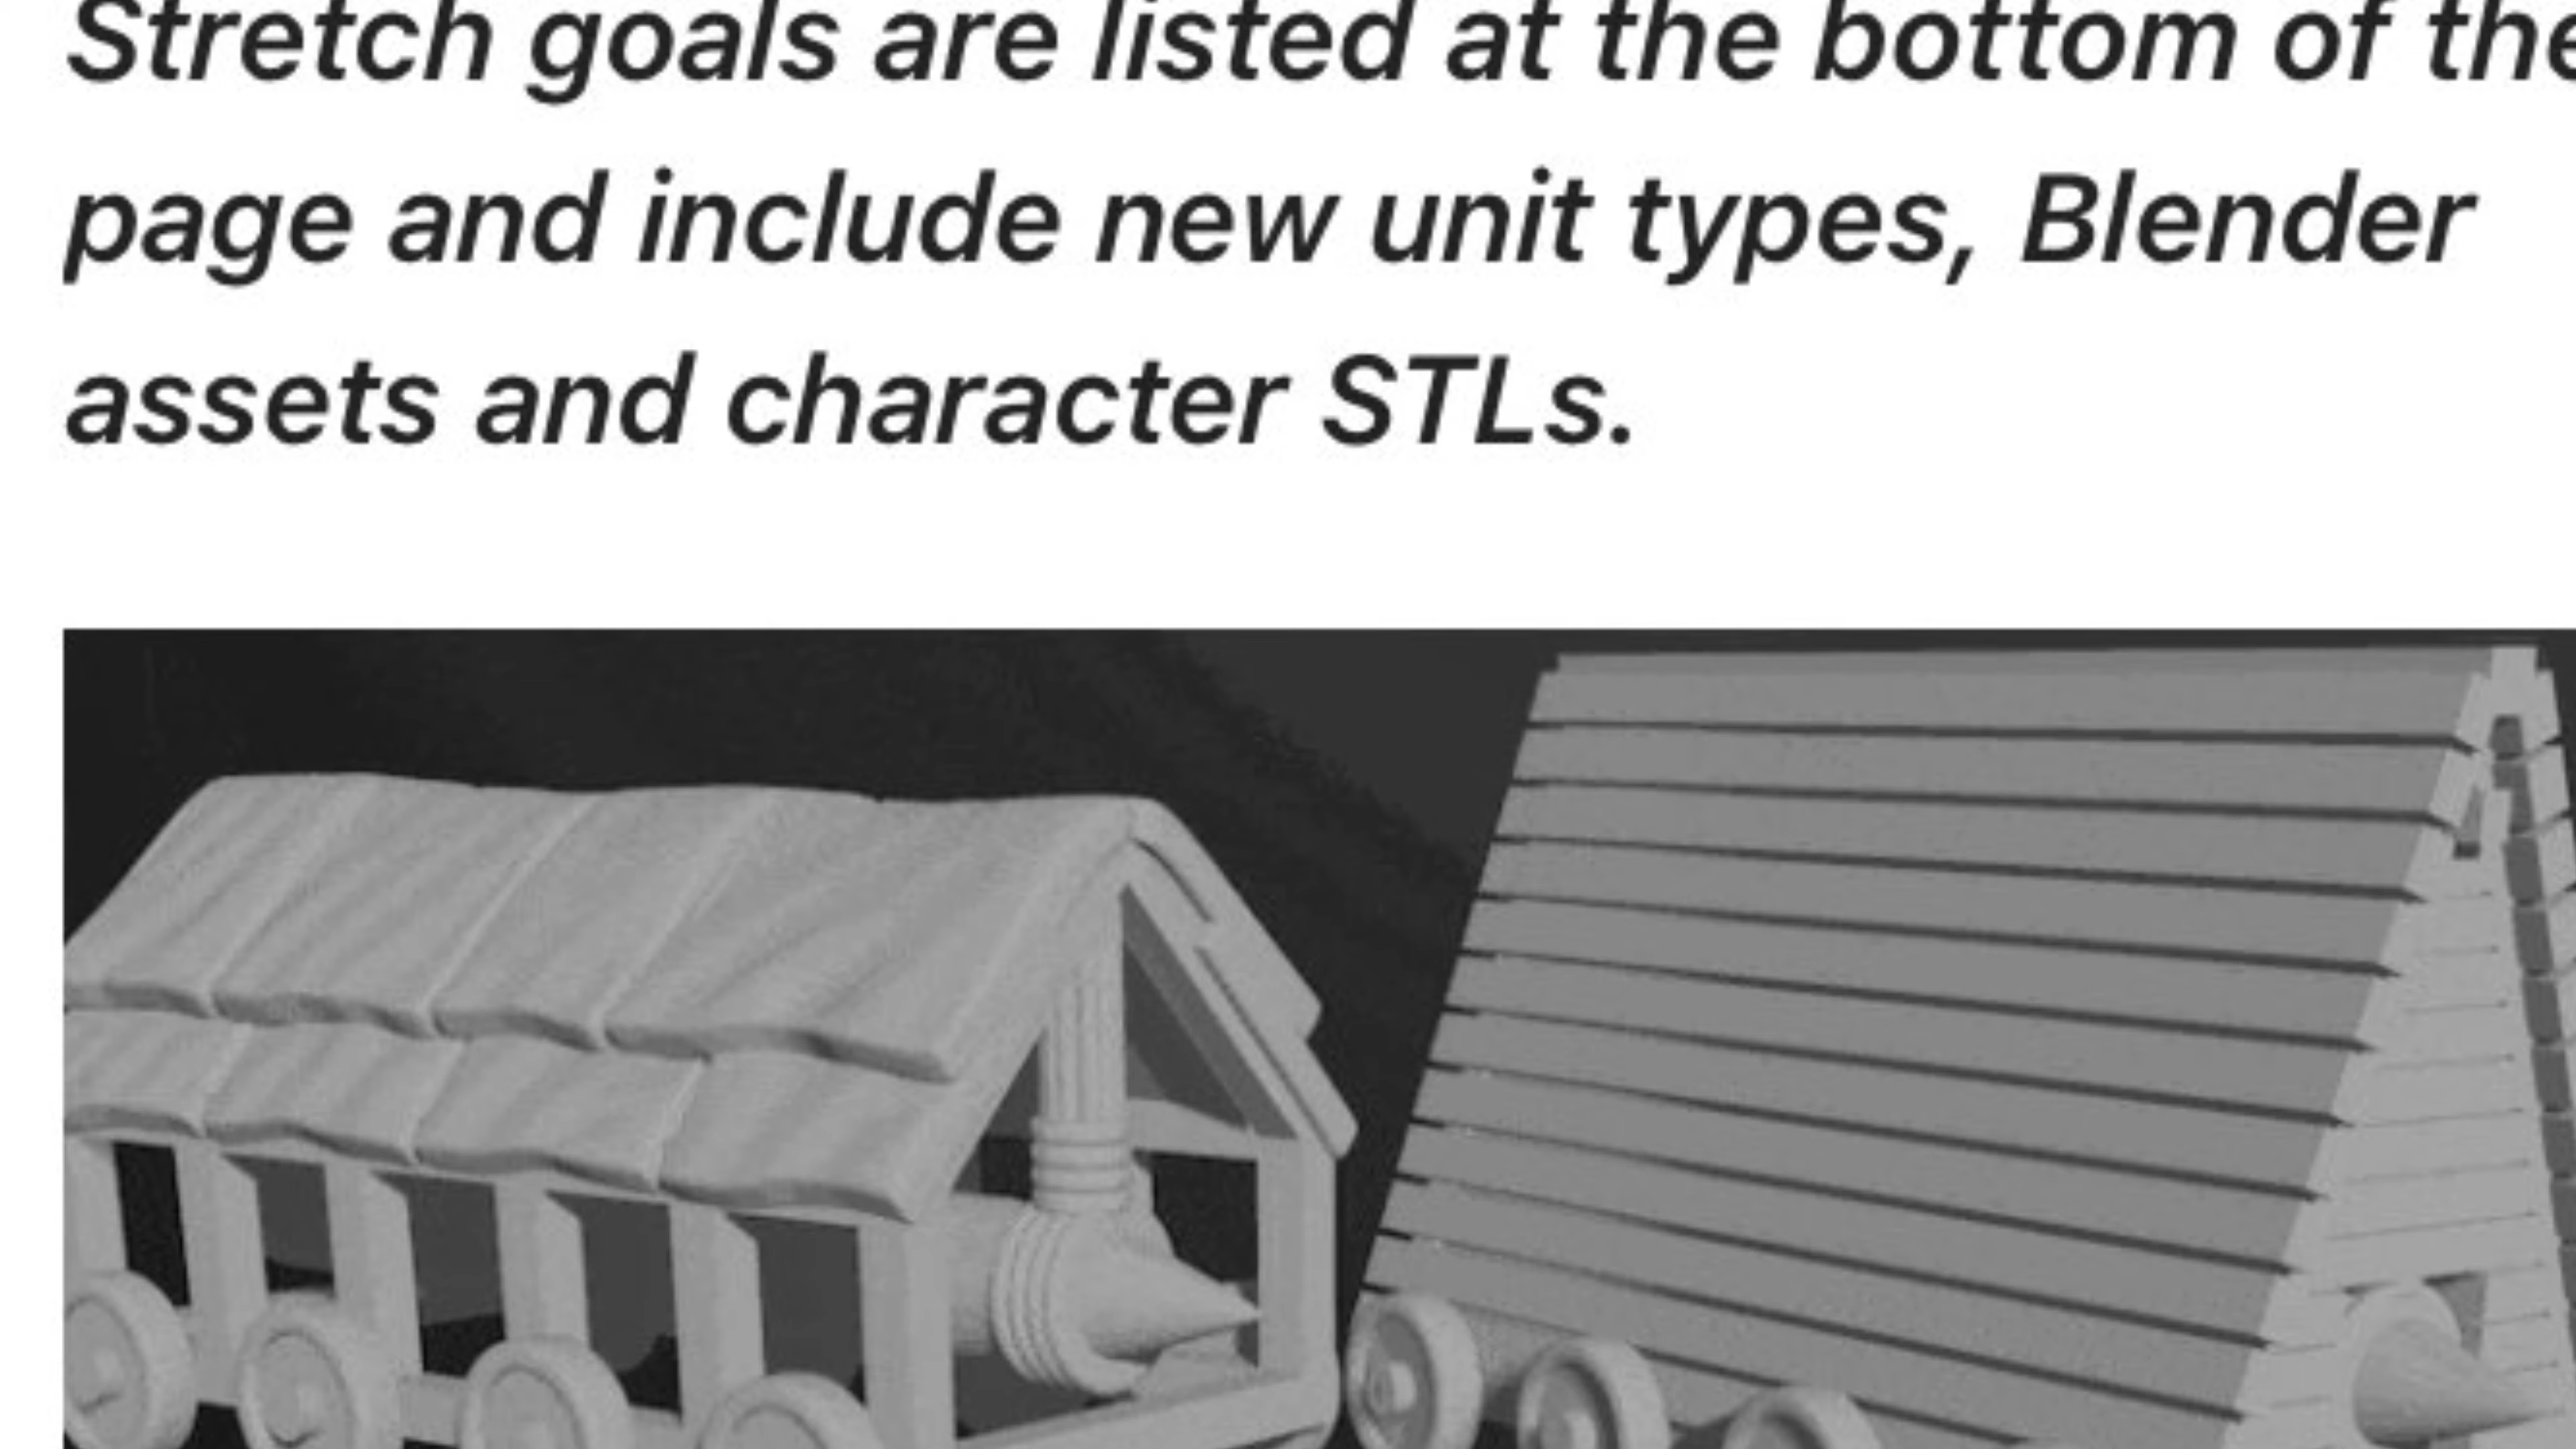 Stretch goals are listed at the bottom of the
page and include new unit types, Blender
assets and character STLs.